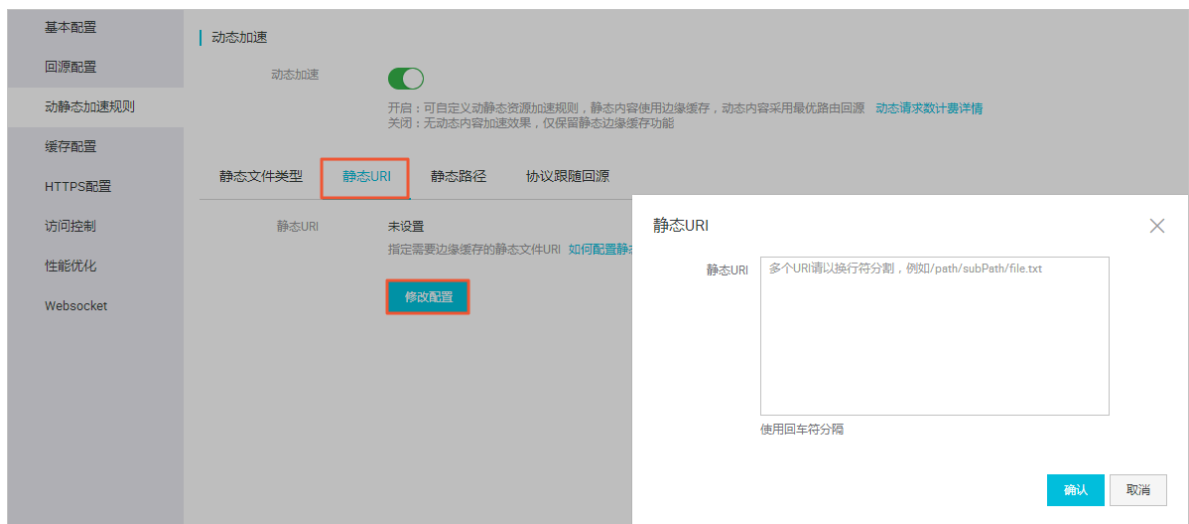 基本配置
回源配置
动静态加速规则
缓存配置
HTTPS配置
访问控制
性能优化
Websocket
动态加速
动态加速
开启：可自定义动静态资源加速规则，静态内容使用边缘缓存，动态内容采用最优路由回源 动态请求数计费详情
关闭：无动态内容加速效果，仅保留静态边缘缓存功能
静态文件类型 静态URI 静态路径 协议跟随回源
静态URI 未设置
指定需要边缘缓存的静态文件URI 如何配置静
修改配置
静态URI
静态URI 多个URI请以换行符分割，例如/path/subPath/file.txt
使用回车符分隔
确认 取消